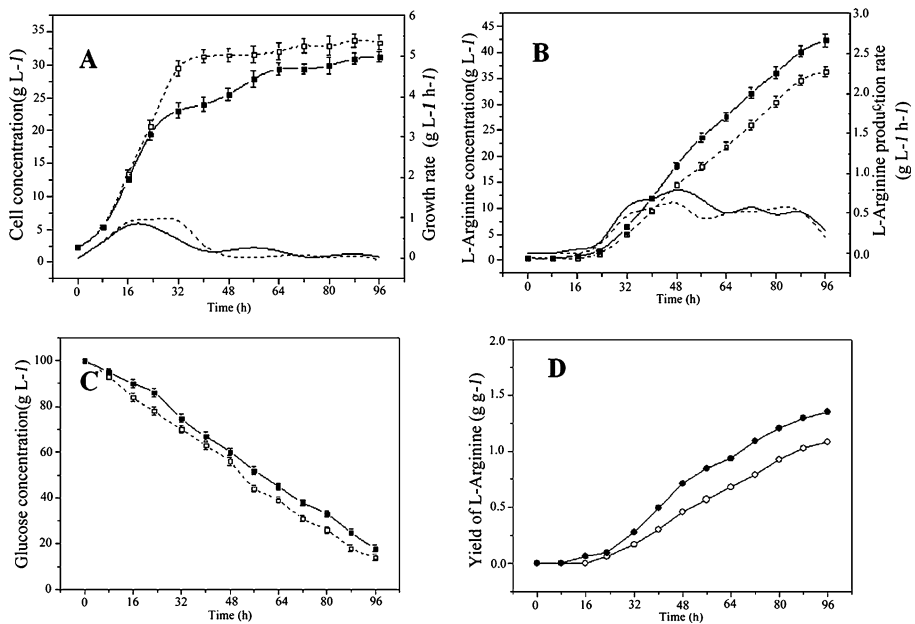 A
Cell concentration(g L-1)
35
30
25
20
15
10
5
0
6
5
4
3
2
1
0
Growth rate (g L-1 h-1)
0 16 32 48 64 80 96
Time (h)
B
L-Arginine concentration(g L-1)
45
40
35
30
25
20
15
10
5
0
3.0
2.5
2.0
1.5
1.0
0.5
0.0
L-Arginine production rate
(g L-1 h-1)
0 16 32 48 64 80 96
Time (h)
C
Glucose concentration(g L-1)
100
80
60
40
20
0
0 16 32 48 64 80 96
Time (h)
D
Yield of L-Arginine (g g-1)
2.0
1.5
1.0
0.5
0.0
0 16 32 48 64 80 96
Time (h)